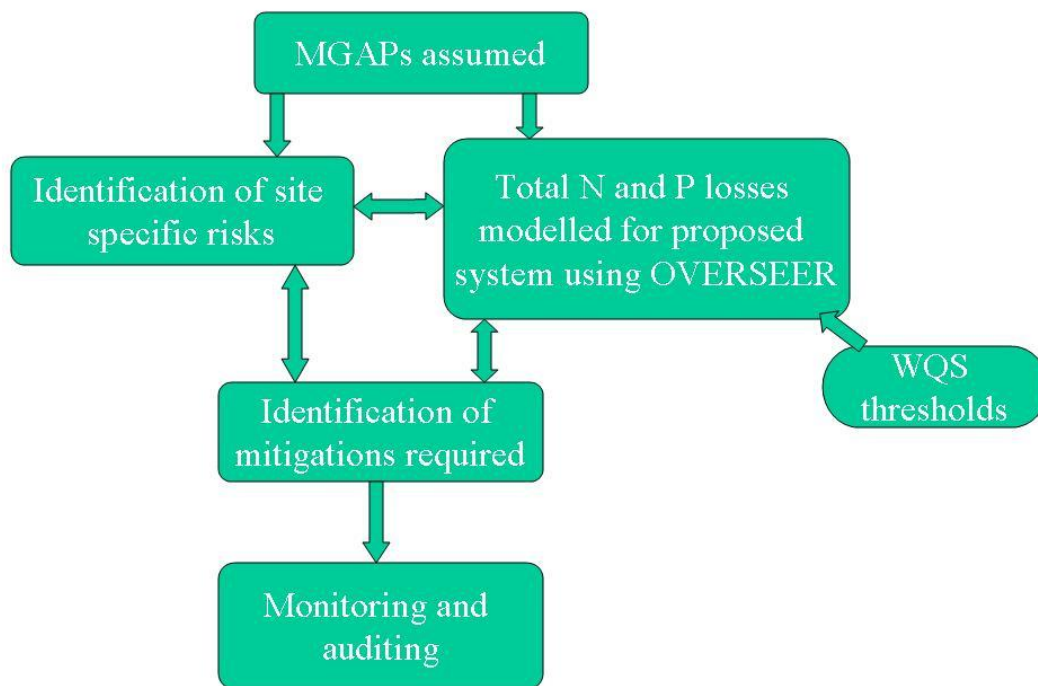 MGAPs assumed
Identification of site
specific risks
Total N and P losses
modelled for proposed
system using OVERSEER
WQS
thresholds
Identification of
mitigations required
Monitoring and
auditing